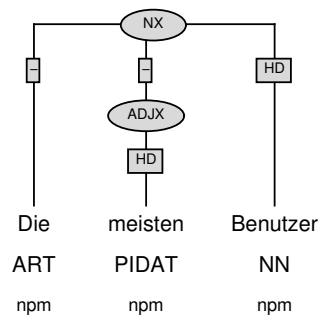 NX
– – HD
ADJX
HD
Die meisten Benutzer
ART PIDAT NN
npm npm npm